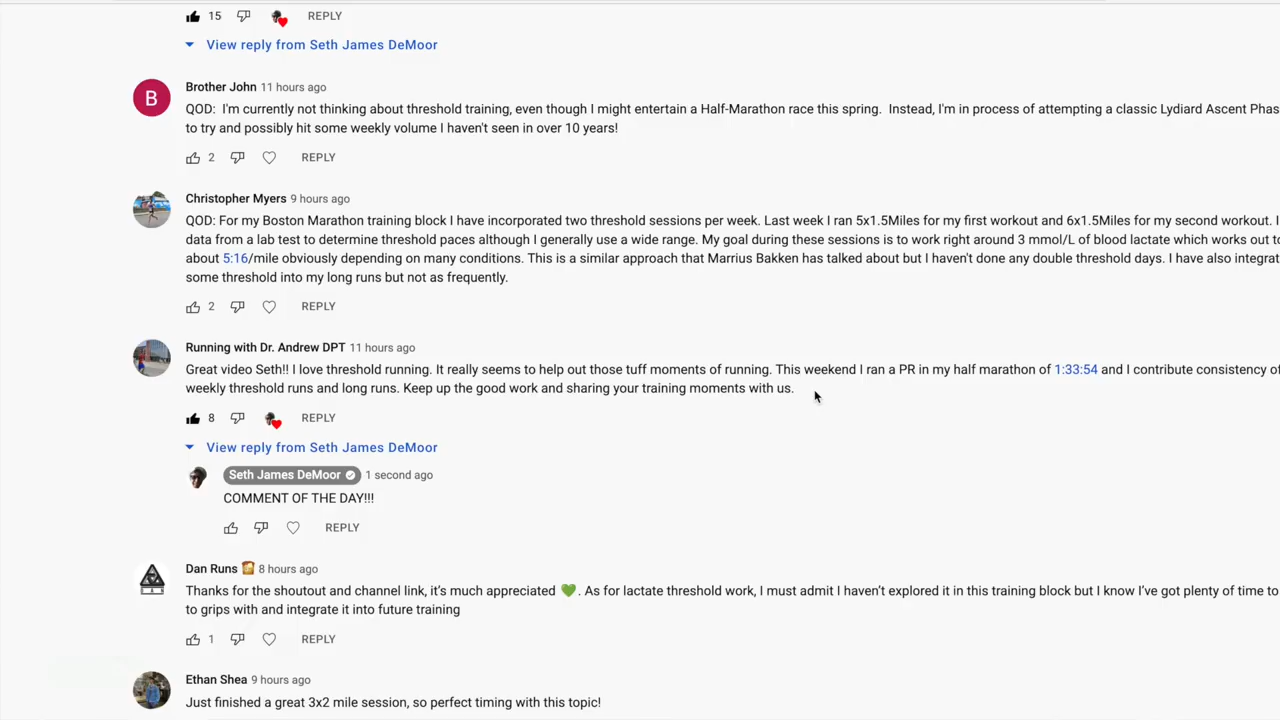 15 REPLY
View reply from Seth James DeMoor
B
Brother John 11 hours ago
QOD: I'm currently not thinking about threshold training, even though I might entertain a Half-Marathon race this spring. Instead, I'm in process of attempting a classic Lydiard Ascent Phas
to try and possibly hit some weekly volume I haven't seen in over 10 years!
2 REPLY
Christopher Myers 9 hours ago
QOD: For my Boston Marathon training block I have incorporated two threshold sessions per week. Last week I ran 5x1.5Miles for my first workout and 6x1.5Miles for my second workout. I
data from a lab test to determine threshold paces although I generally use a wide range. My goal during these sessions is to work right around 3 mmol/L of blood lactate which works out to
about 5:16/mile obviously depending on many conditions. This is a similar approach that Marrius Bakken has talked about but I haven't done any double threshold days. I have also integrat
some threshold into my long runs but not as frequently.
2 REPLY
Running with Dr. Andrew DPT 11 hours ago
Great video Seth!! I love threshold running. It really seems to help out those tuff moments of running. This weekend I ran a PR in my half marathon of 1:33:54 and I contribute consistency of
weekly threshold runs and long runs. Keep up the good work and sharing your training moments with us.
8 REPLY
View reply from Seth James DeMoor
Seth James DeMoor 1 second ago
COMMENT OF THE DAY!!!
REPLY
Dan Runs 8 hours ago
Thanks for the shoutout and channel link, it's much appreciated 💚. As for lactate threshold work, I must admit I haven't explored it in this training block but I know I've got plenty of time to
to grips with and integrate it into future training
1 REPLY
Ethan Shea 9 hours ago
Just finished a great 3x2 mile session, so perfect timing with this topic!